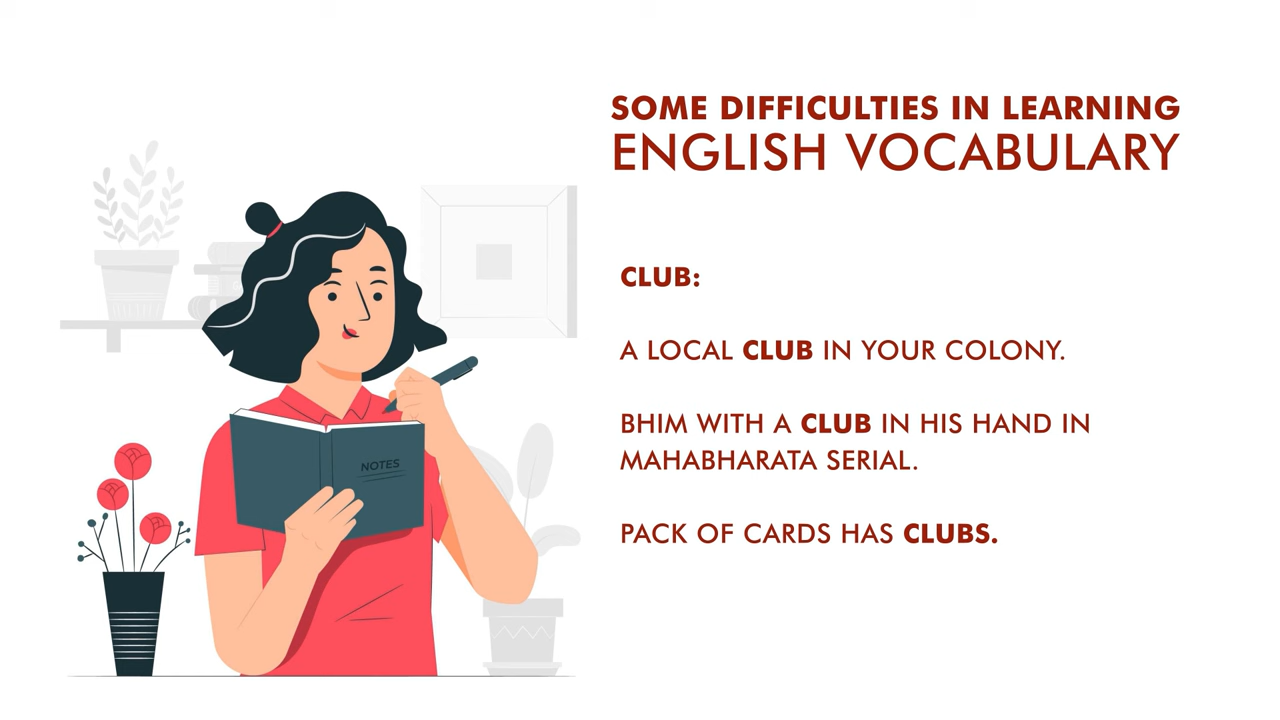 SOME DIFFICULTIES IN LEARNING
ENGLISH VOCABULARY
CLUB:
A LOCAL CLUB IN YOUR COLONY.
BHIM WITH A CLUB IN HIS HAND IN
MAHABHARATA SERIAL.
PACK OF CARDS HAS CLUBS.
NOTES